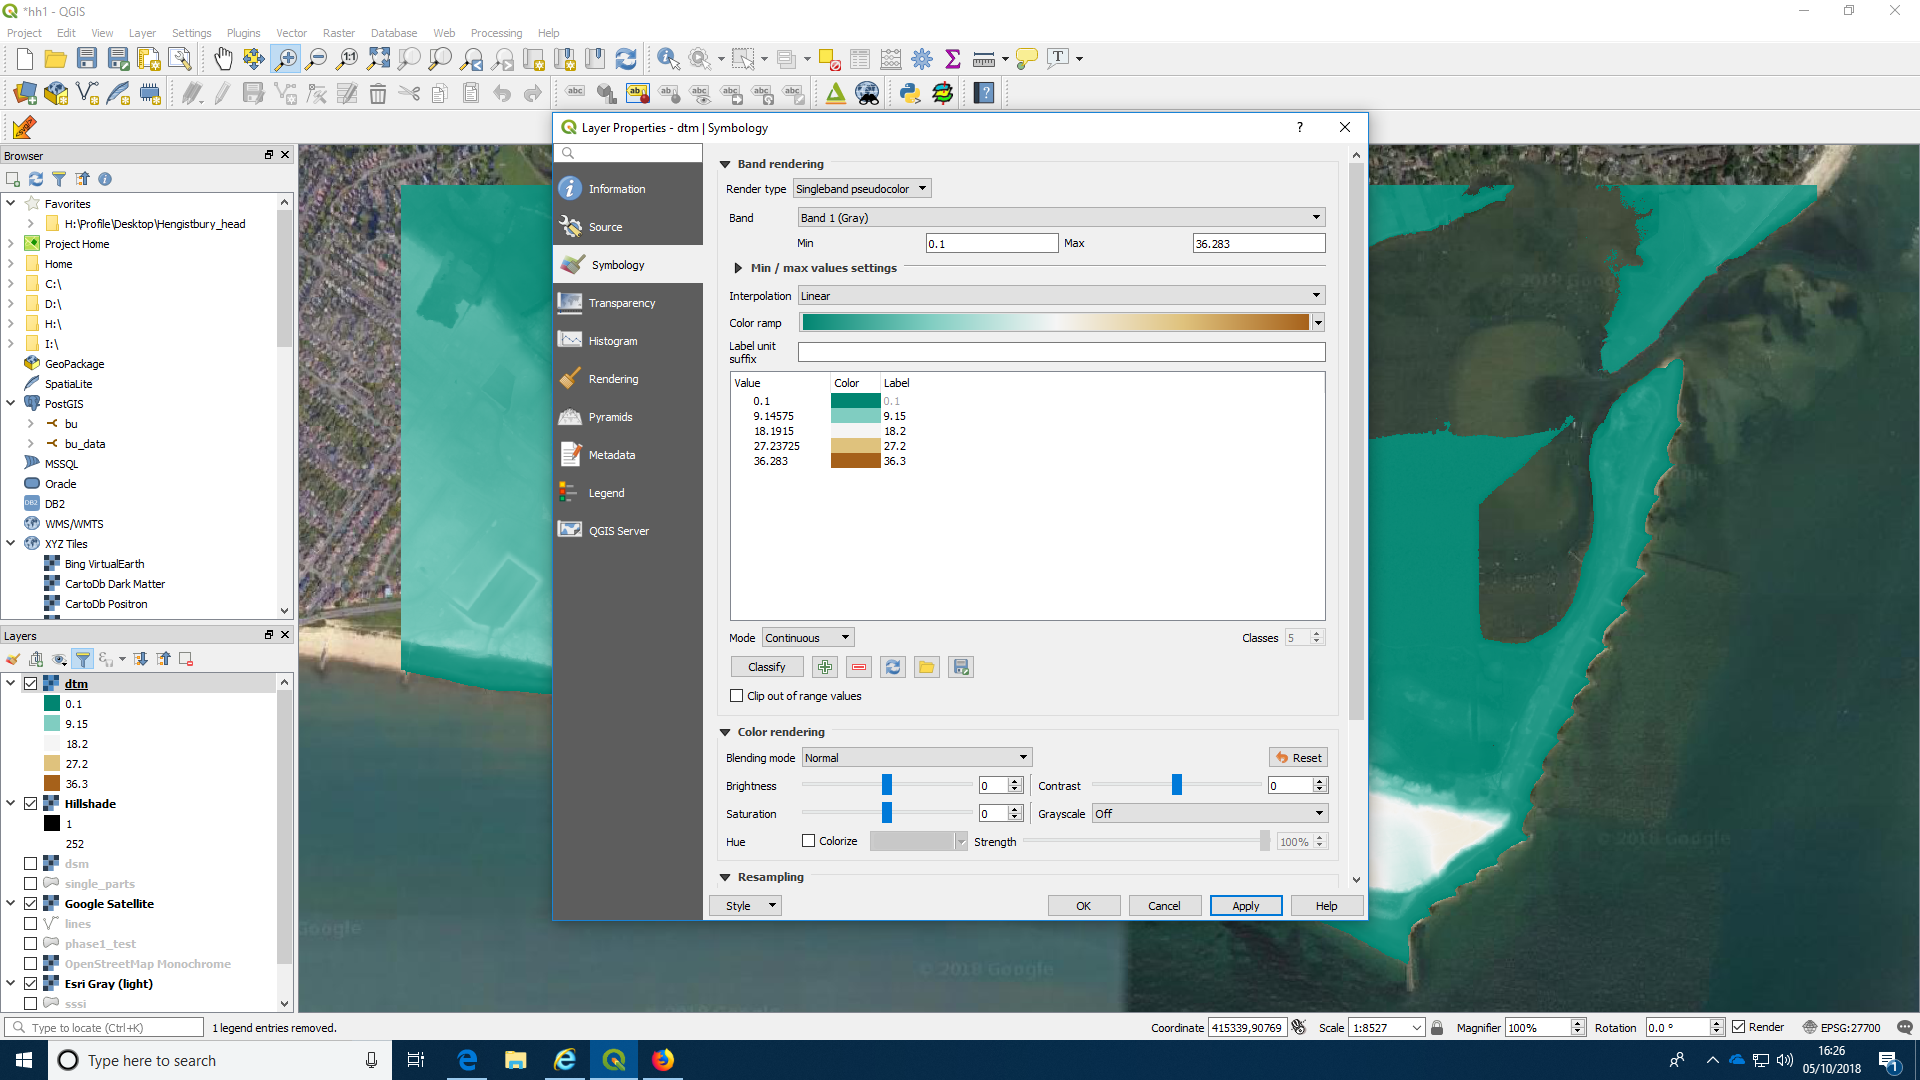 *hh1 - QGIS
Project Edit View Layer Settings Plugins Vector Raster Database Web Processing Help
Browser
Favorites
H:\Profile\Desktop\Hengistbury_head
Project Home
Home
C:\
D:\
H:\
I:\
GeoPackage
SpatiaLite
PostGIS
bu
bu_data
MSSQL
Oracle
DB2
WMS/WMTS
XYZ Tiles
Bing VirtualEarth
CartoDb Dark Matter
CartoDb Positron
Layers
dtm
0.1
9.15
18.2
27.2
36.3
Hillshade
1
252
dsm
single_parts
Google Satellite
lines
phase1_test
OpenStreetMap Monochrome
Esri Gray (light)
sssi
Layer Properties - dtm | Symbology
Information
Source
Symbology
Transparency
Histogram
Rendering
Pyramids
Metadata
Legend
QGIS Server
Band rendering
Render type Singleband pseudocolor
Band Band 1 (Gray)
Min 0.1 Max 36.283
Min / max values settings
Interpolation Linear
Color ramp
Label unit
suffix
Value Color Label
0.1 0.1
9.14575 9.15
18.1915 18.2
27.23725 27.2
36.283 36.3
Mode Continuous Classes 5
Classify
Clip out of range values
Color rendering
Blending mode Normal Reset
Brightness 0 Contrast 0
Saturation 0 Grayscale Off
Hue Colorize Strength 100%
Resampling
Style OK Cancel Apply Help
© 2018 Google
© 2018 Google
Google
© 2018 Google
Type to locate (Ctrl+K) 1 legend entries removed. Coordinate 415339,90769 Scale 1:8527 Magnifier 100% Rotation 0.0 ° Render EPSG:27700
Type here to search
16:26
05/10/2018
1